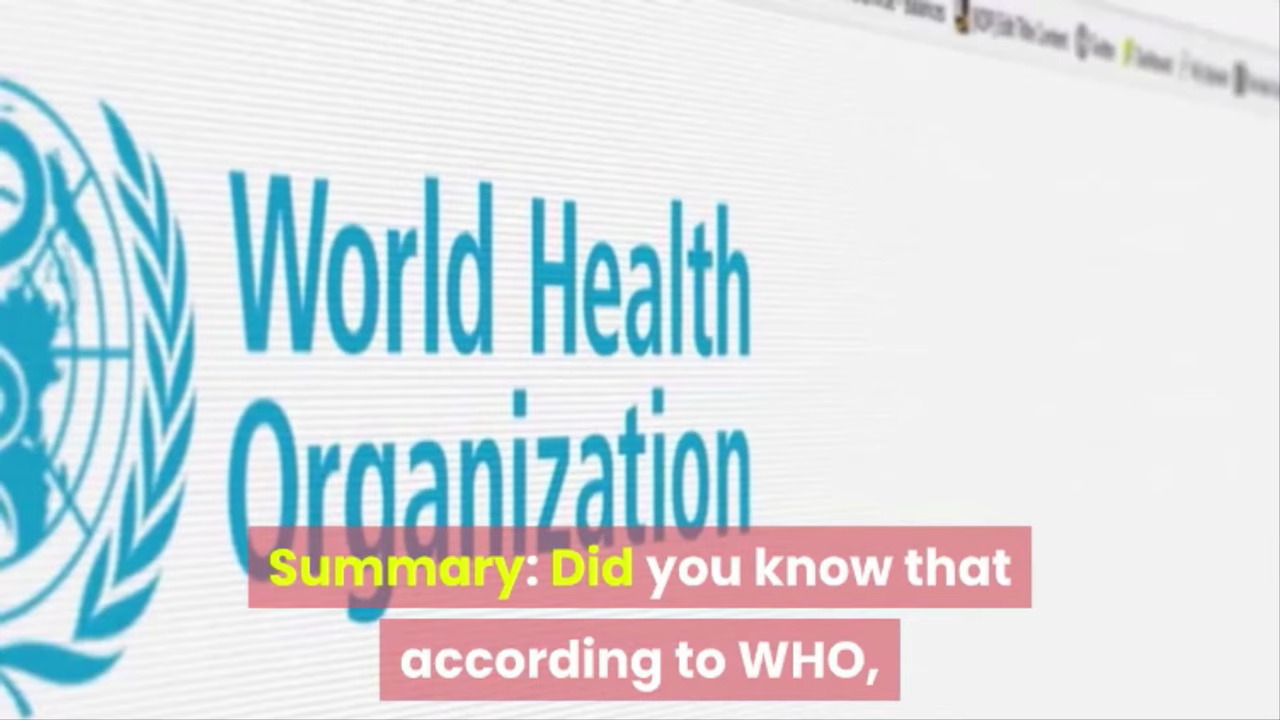 World Health
Organization
Summary: Did you know that
according to WHO,